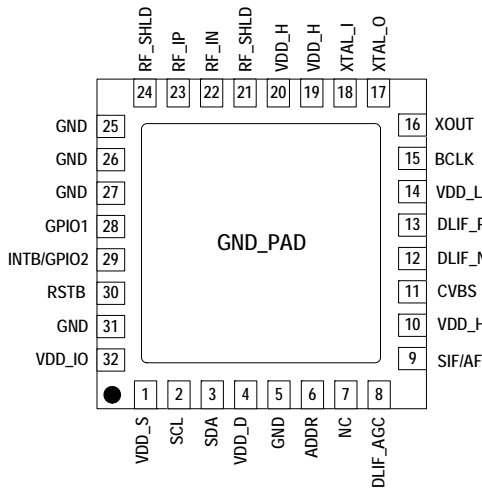 RF_SHLD
RF_IP
RF_IN
RF_SHLD
VDD_H
VDD_H
XTAL_I
XTAL_O
24 23 22 21 20 19 18 17
GND 25
GND 26
GND 27
GPIO1 28
INTB/GPIO2 29
RSTB 30
GND 31
VDD_IO 32
GND_PAD
16 XOUT
15 BCLK
14 VDD_L
13
12
11 CVBS
10 VDD_H
9 SIF/AF
1 2 3 4 5 6 7 8
VDD_S
SCL
SDA
VDD_D
GND
ADDR
NC
DLIF_AGC